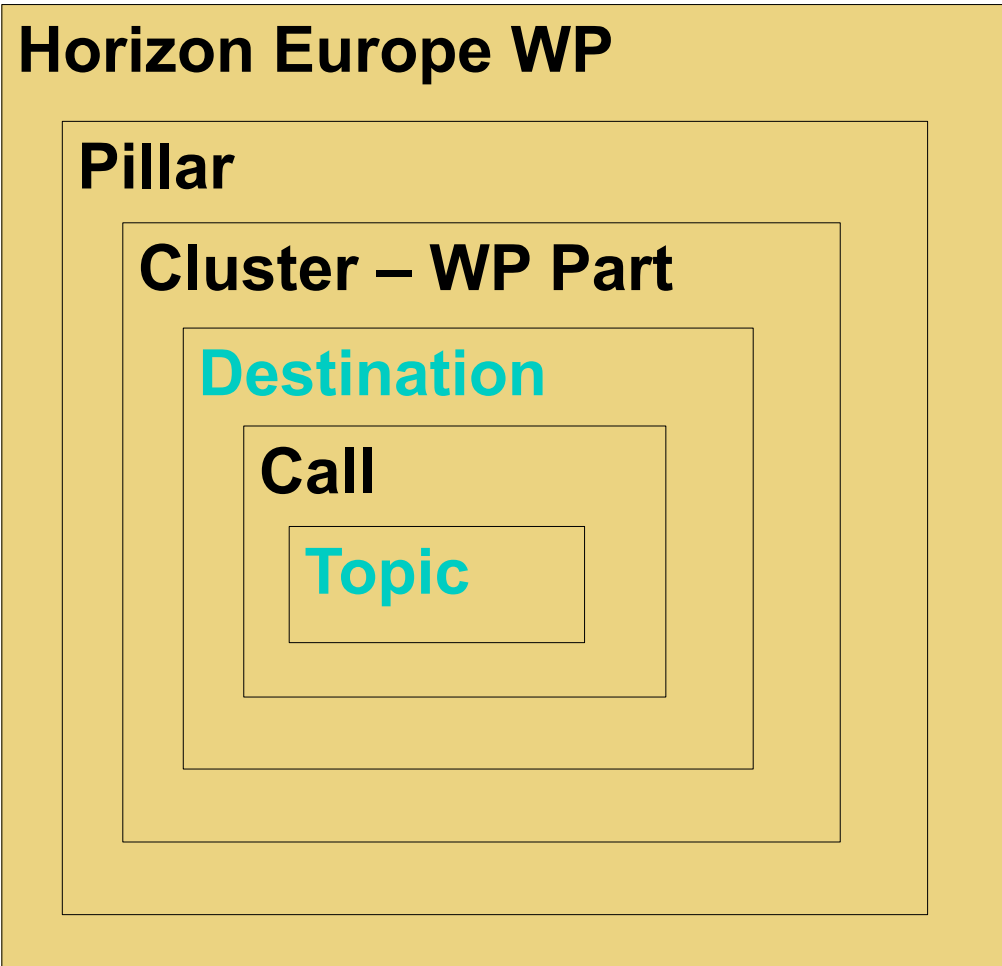 Horizon Europe WP
Pillar
Cluster – WP Part
Destination
Call
Topic